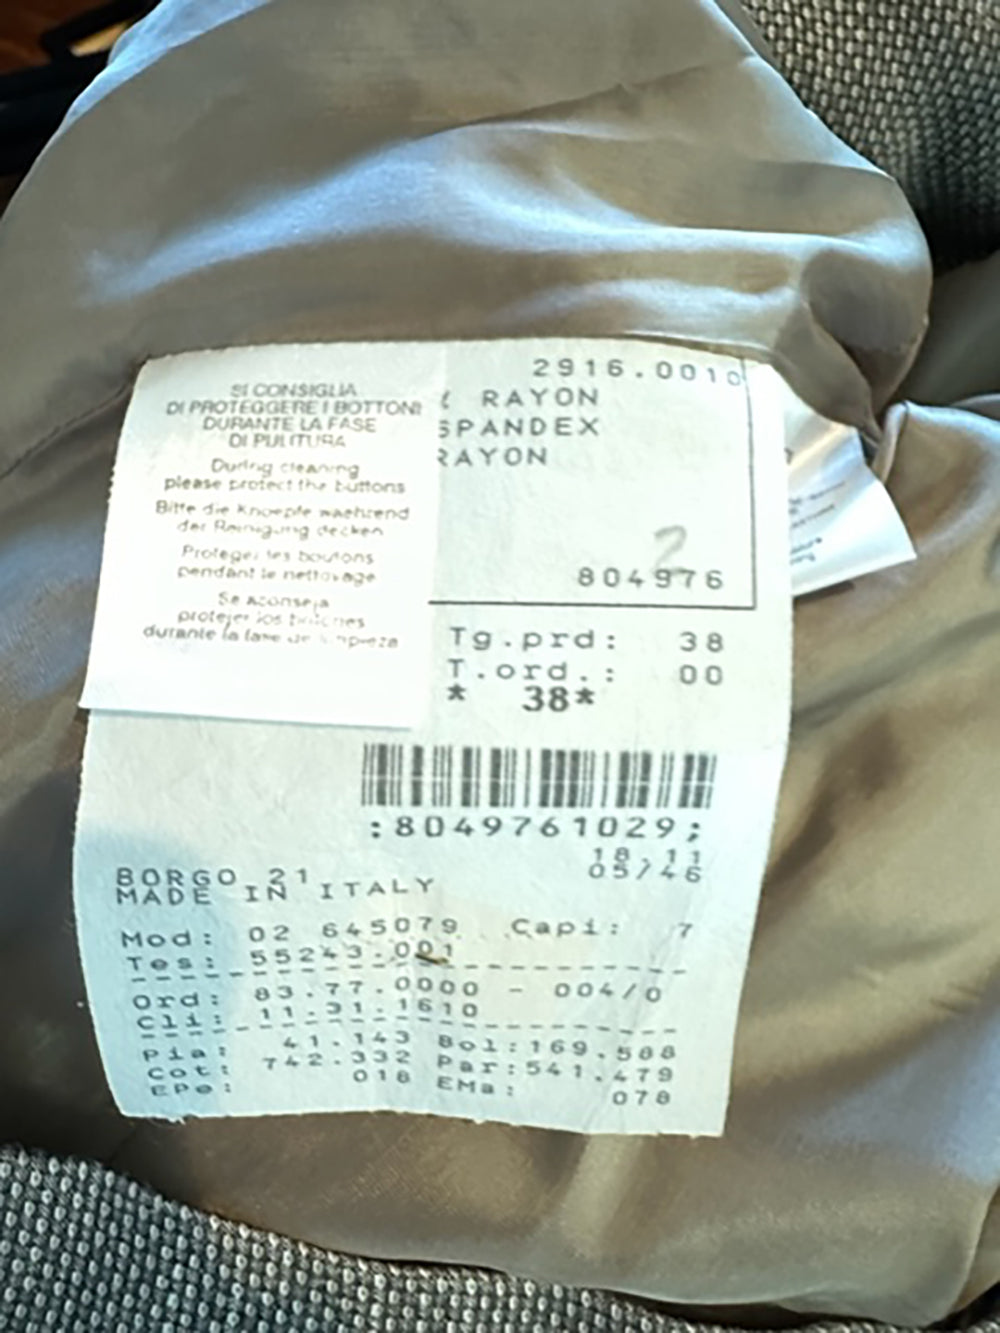 SI CONSIGLIA
DI PROTEGGERE I BOTTONI
DURANTE LA FASE
DI PULITURA
During cleaning
please protect the buttons
Bitte die Knoepfe waehrend
der Reinigung decken
Proteger les boutons
pendant le nettoyage
Se aconseja
protejer los botones
durante la fase de limpieza
2916.0010
% RAYON
SPANDEX
RAYON
2
804976
Tg.prd: 38
T.ord.: 00
* 38*
:8049761029;
18.11
05/46
BORGO 21
MADE IN ITALY
Mod: 02 645079 Capi: 7
Tes: 55243.001
Ord: 83.77.0000 - 004/0
Cli: 11.31.1610
Pia: 41.143 Bol:169.588
Cot: 742.332 Par:541.479
EPe: 018 EMa: 078